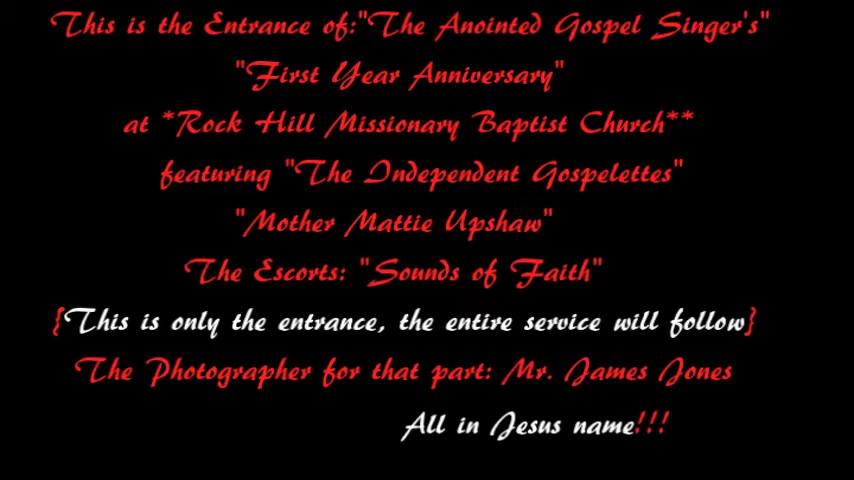 This is the Entrance of:"The Anointed Gospel Singer's"
"First Year Anniversary"
at *Rock Hill Missionary Baptist Church**
featuring "The Independent Gospelettes"
"Mother Mattie Upshaw"
The Escorts: "Sounds of Faith"
{This is only the entrance, the entire service will follow}
The Photographer for that part: Mr. James Jones
All in Jesus name!!!